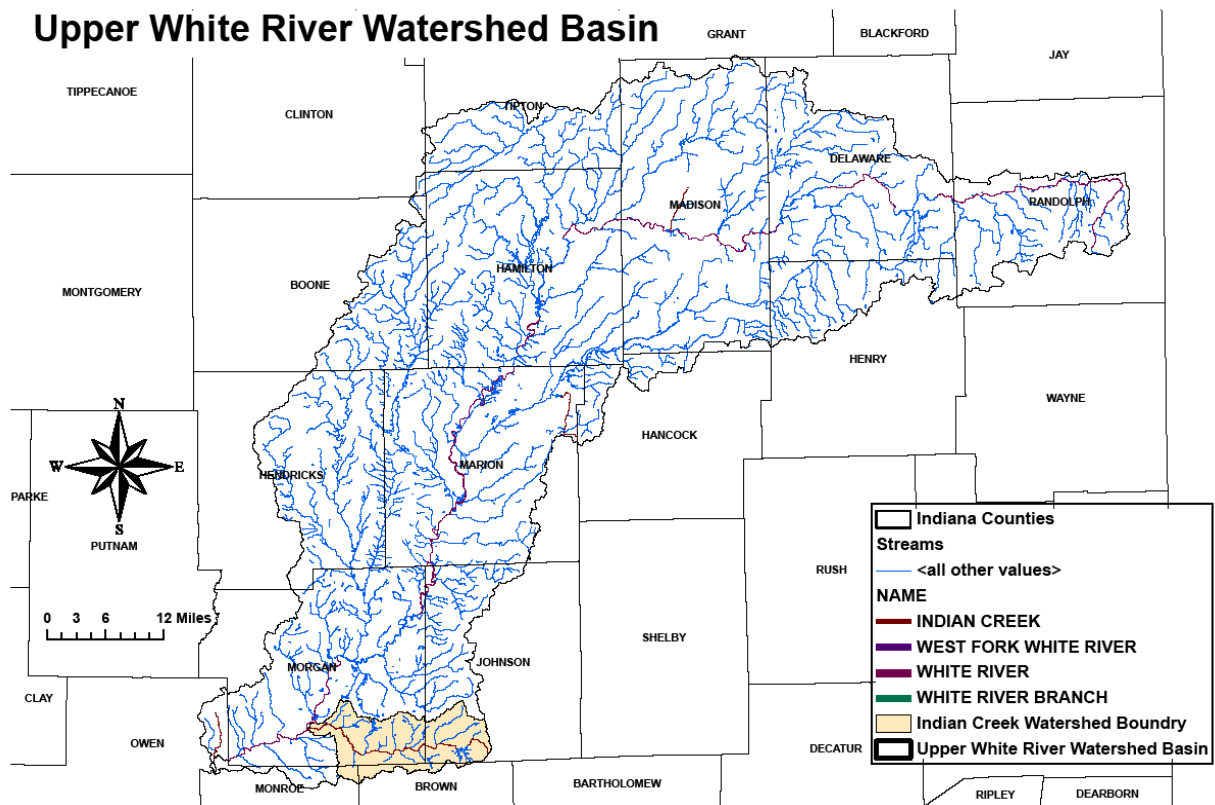 Upper White River Watershed Basin
GRANT
BLACKFORD
JAY
TIPPECANOE
CLINTON
TIPTON
DELAWARE
MADISON
RANDOLPH
HAMILTON
MONTGOMERY
BOONE
HENRY
WAYNE
N
W E
S
HANCOCK
MARION
HENDRICKS
PARKE
PUTNAM
RUSH
0 3 6 12 Miles
SHELBY
JOHNSON
MORGAN
CLAY
OWEN
DECATUR
MONROE
BROWN
BARTHOLOMEW
RIPLEY
DEARBORN
Indiana Counties
Streams
<all other values>
NAME
INDIAN CREEK
WEST FORK WHITE RIVER
WHITE RIVER
WHITE RIVER BRANCH
Indian Creek Watershed Boundry
Upper White River Watershed Basin